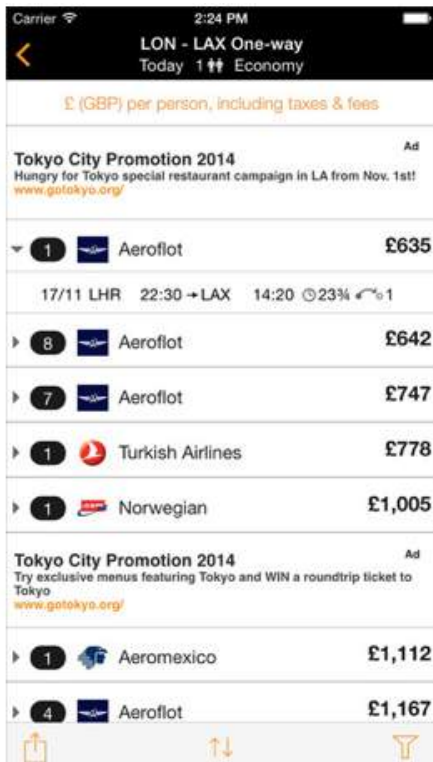 Carrier 2:24 PM
LON - LAX One-way
Today 1 Economy
£ (GBP) per person, including taxes & fees
Ad
Tokyo City Promotion 2014
Hungry for Tokyo special restaurant campaign in LA from Nov. 1st!
www.gotokyo.org/
1 Aeroflot £635
17/11 LHR 22:30 → LAX 14:20 23¾ 1
8 Aeroflot £642
7 Aeroflot £747
1 Turkish Airlines £778
1 Norwegian £1,005
Ad
Tokyo City Promotion 2014
Try exclusive menus featuring Tokyo and WIN a roundtrip ticket to
Tokyo
www.gotokyo.org/
1 Aeromexico £1,112
4 Aeroflot £1,167